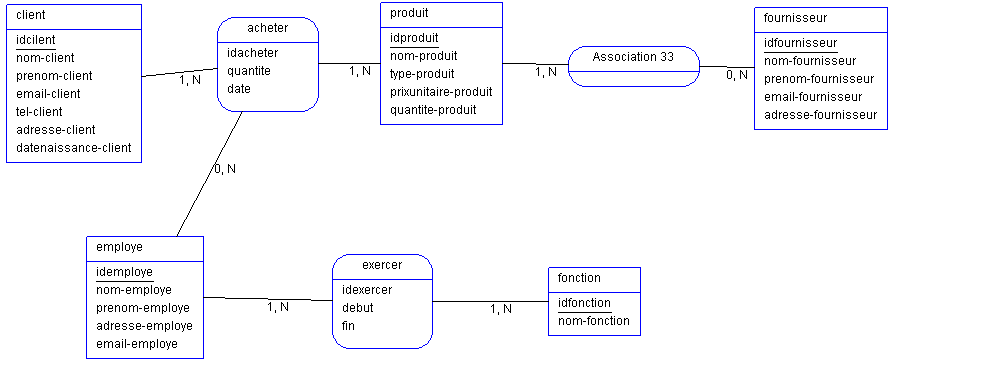 client
idcilent
nom-client
prenom-client
email-client
tel-client
adresse-client
datenaissance-client
1, N
acheter
idacheter
quantite
date
1, N
produit
idproduit
nom-produit
type-produit
prixunitaire-produit
quantite-produit
1, N
Association 33
0, N
fournisseur
idfournisseur
nom-fournisseur
prenom-fournisseur
email-fournisseur
adresse-fournisseur
0, N
employe
idemploye
nom-employe
prenom-employe
adresse-employe
email-employe
1, N
exercer
idexercer
debut
fin
1, N
fonction
idfonction
nom-fonction